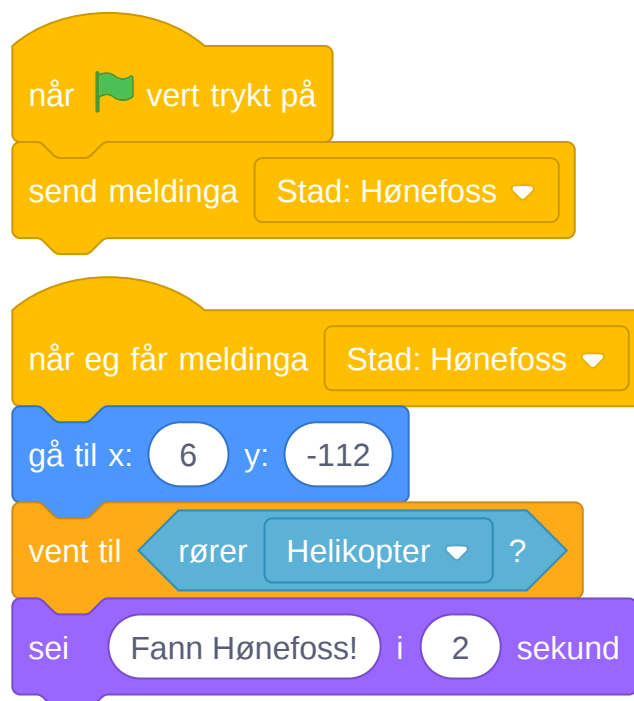 når vert trykt på
send meldinga Stad: Hønefoss
når eg får meldinga Stad: Hønefoss
gå til x: 6 y: -112
vent til rører Helikopter ?
sei Fann Hønefoss! i 2 sekund